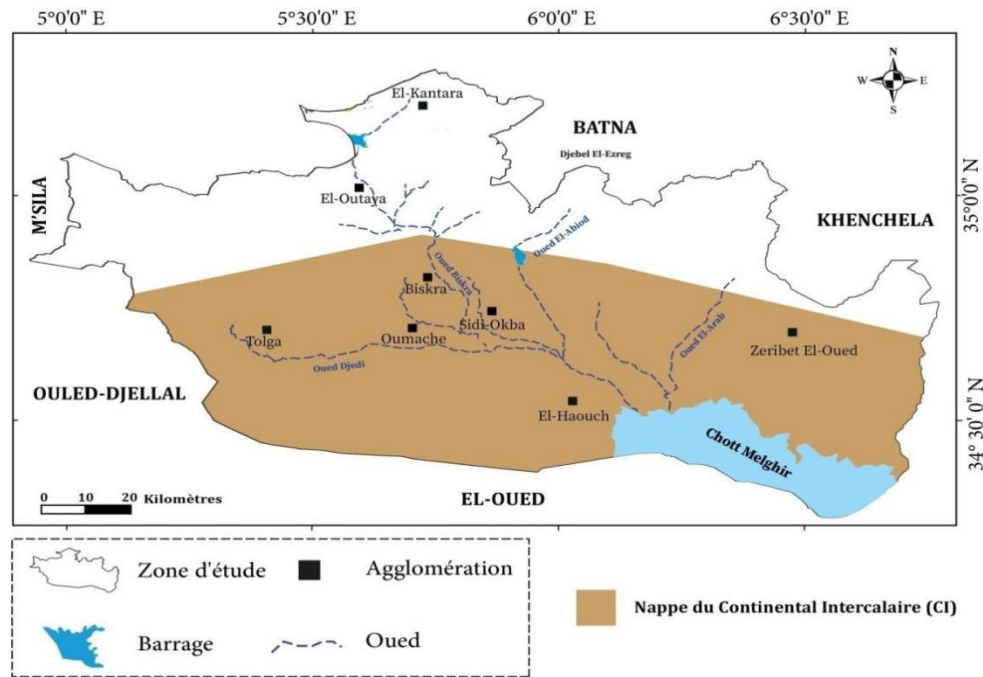 5°0'0" E
5°30'0" E
6°0'0" E
6°30'0" E
N
W
E
S
El-Kantara
BATNA
Djebel El-Ezreg
M'SILA
El-Outaya
35°0'0" N
KHENCHELA
Oued El-Abiod
Oued Biskra
Biskra
Sidi-Okba
Oued El-Arab
Tolga
Oumache
Zeribet El-Oued
Oued Djedi
OULED-DJELLAL
El-Haouch
34° 30' 0" N
Chott Melghir
0 10 20 Kilomètres
EL-OUED
Zone d'étude
Agglomération
Barrage
Oued
Nappe du Continental Intercalaire (CI)